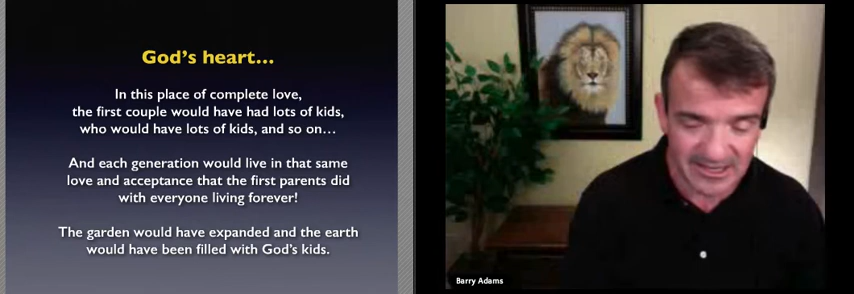 God's heart...
In this place of complete love,
the first couple would have had lots of kids,
who would have lots of kids, and so on...
And each generation would live in that same
love and acceptance that the first parents did
with everyone living forever!
The garden would have expanded and the earth
would have been filled with God's kids.
Barry Adams